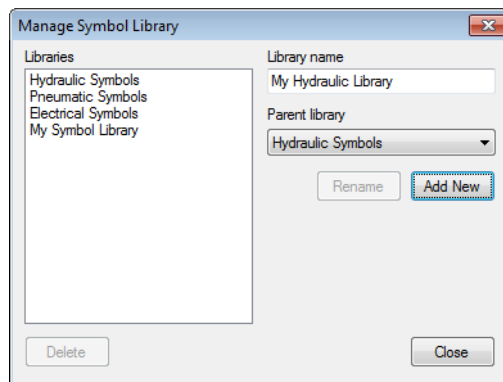 Manage Symbol Library
Libraries
Hydraulic Symbols
Pneumatic Symbols
Electrical Symbols
My Symbol Library
Library name
My Hydraulic Library
Parent library
Hydraulic Symbols
Rename
Add New
Delete
Close